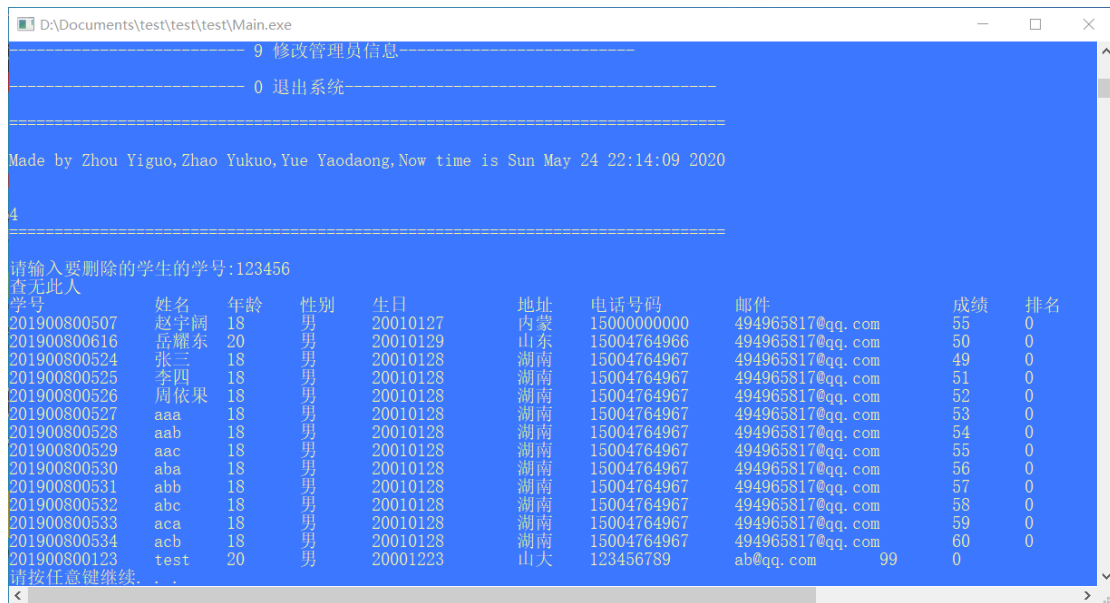 D:\Documents\test\test\test\Main.exe
-------------------------- 9 修改管理员信息--------------------------
-------------------------- 0 退出系统-----------------------------------------
===============================================================================
Made by Zhou Yiguo,Zhao Yukuo,Yue Yaodaong,Now time is Sun May 24 22:14:09 2020
4
===============================================================================
请输入要删除的学生的学号:123456
查无此人
学号 姓名 年龄 性别 生日 地址 电话号码 邮件 成绩 排名
201900800507 赵宇阔 18 男 20010127 内蒙 15000000000 494965817@qq.com 55 0
201900800616 岳耀东 20 男 20010129 山东 15004764966 494965817@qq.com 50 0
201900800524 张三 18 男 20010128 湖南 15004764967 494965817@qq.com 49 0
201900800525 李四 18 男 20010128 湖南 15004764967 494965817@qq.com 51 0
201900800526 周依果 18 男 20010128 湖南 15004764967 494965817@qq.com 52 0
201900800527 aaa 18 男 20010128 湖南 15004764967 494965817@qq.com 53 0
201900800528 aab 18 男 20010128 湖南 15004764967 494965817@qq.com 54 0
201900800529 aac 18 男 20010128 湖南 15004764967 494965817@qq.com 55 0
201900800530 aba 18 男 20010128 湖南 15004764967 494965817@qq.com 56 0
201900800531 abb 18 男 20010128 湖南 15004764967 494965817@qq.com 57 0
201900800532 abc 18 男 20010128 湖南 15004764967 494965817@qq.com 58 0
201900800533 aca 18 男 20010128 湖南 15004764967 494965817@qq.com 59 0
201900800534 acb 18 男 20010128 湖南 15004764967 494965817@qq.com 60 0
201900800123 test 20 男 20001223 山大 123456789 ab@qq.com 99 0
请按任意键继续. . .